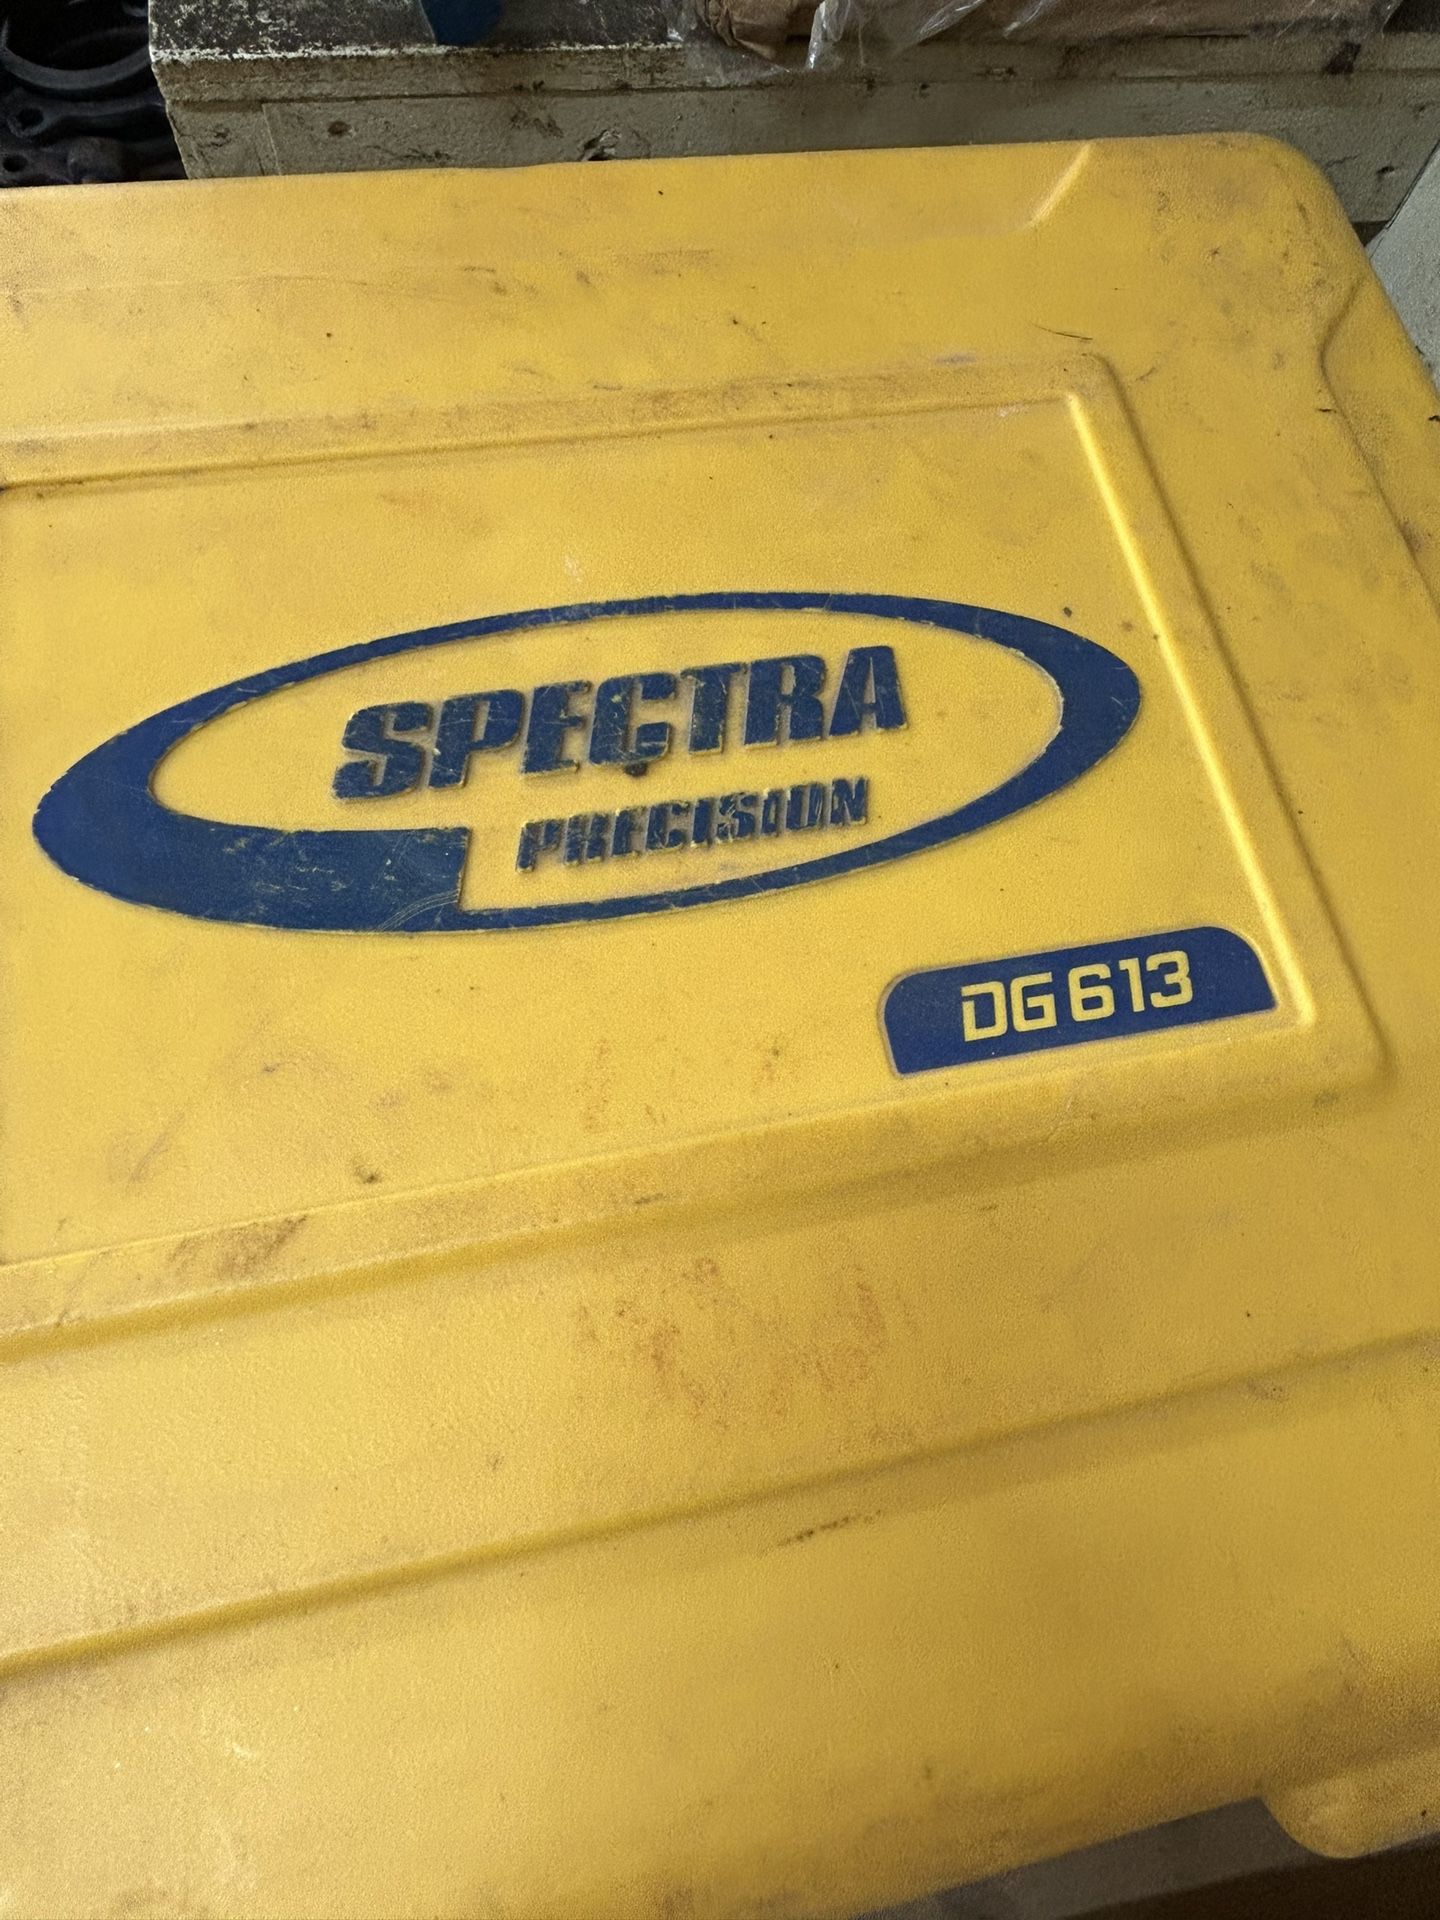 SPECTRA
PRECISION
DG613